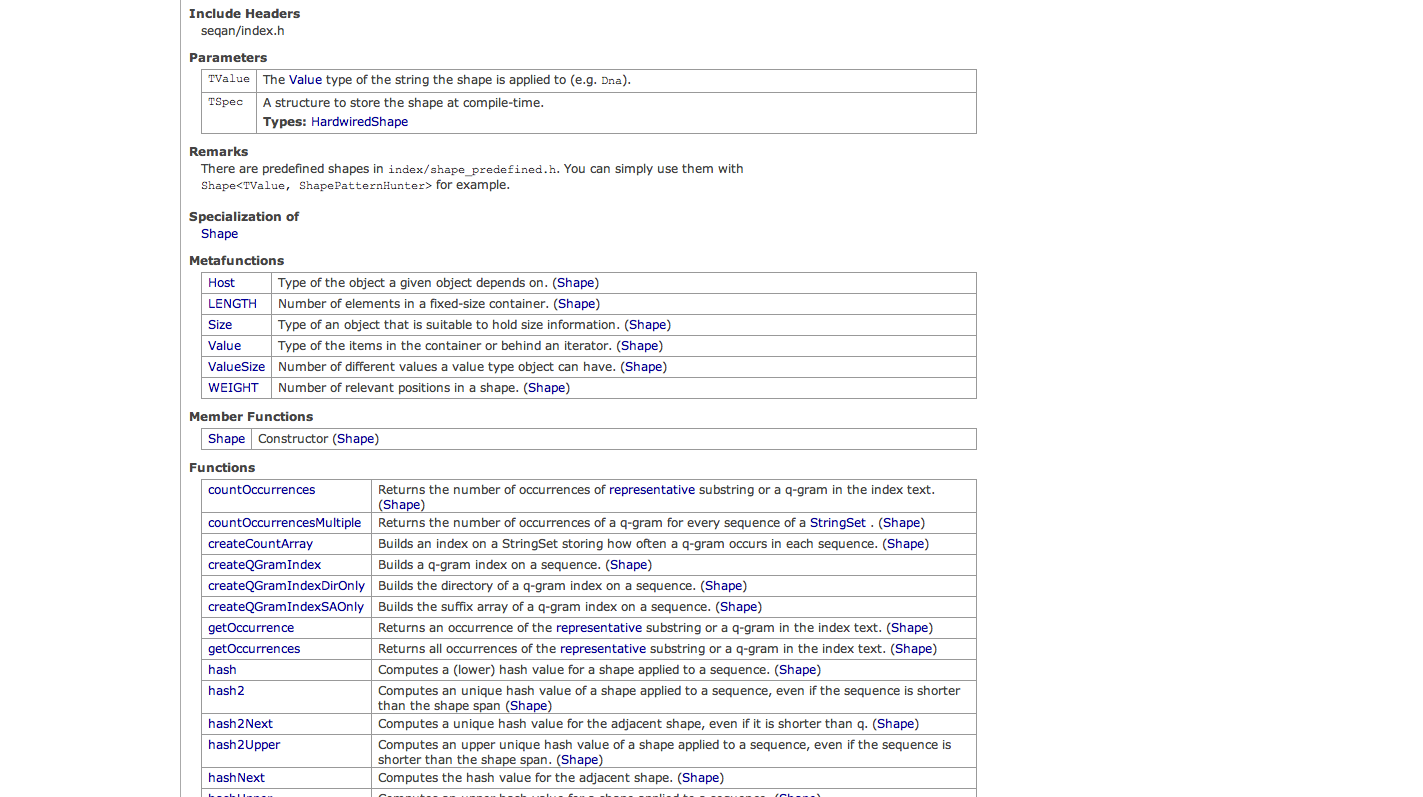 Include Headers
seqan/index.h
Parameters
TValue The Value type of the string the shape is applied to (e.g. Dna).
TSpec A structure to store the shape at compile-time.
Types: HardwiredShape
Remarks
There are predefined shapes in index/shape_predefined.h. You can simply use them with
Shape<TValue, ShapePatternHunter> for example.
Specialization of
Shape
Metafunctions
Host Type of the object a given object depends on. (Shape)
LENGTH Number of elements in a fixed-size container. (Shape)
Size Type of an object that is suitable to hold size information. (Shape)
Value Type of the items in the container or behind an iterator. (Shape)
ValueSize Number of different values a value type object can have. (Shape)
WEIGHT Number of relevant positions in a shape. (Shape)
Member Functions
Shape Constructor (Shape)
Functions
countOccurrences Returns the number of occurrences of representative substring or a q-gram in the index text.
(Shape)
countOccurrencesMultiple Returns the number of occurrences of a q-gram for every sequence of a StringSet . (Shape)
createCountArray Builds an index on a StringSet storing how often a q-gram occurs in each sequence. (Shape)
createQGramIndex Builds a q-gram index on a sequence. (Shape)
createQGramIndexDirOnly Builds the directory of a q-gram index on a sequence. (Shape)
createQGramIndexSAOnly Builds the suffix array of a q-gram index on a sequence. (Shape)
getOccurrence Returns an occurrence of the representative substring or a q-gram in the index text. (Shape)
getOccurrences Returns all occurrences of the representative substring or a q-gram in the index text. (Shape)
hash Computes a (lower) hash value for a shape applied to a sequence. (Shape)
hash2 Computes an unique hash value of a shape applied to a sequence, even if the sequence is shorter
than the shape span (Shape)
hash2Next Computes a unique hash value for the adjacent shape, even if it is shorter than q. (Shape)
hash2Upper Computes an upper unique hash value of a shape applied to a sequence, even if the sequence is
shorter than the shape span. (Shape)
hashNext Computes the hash value for the adjacent shape. (Shape)